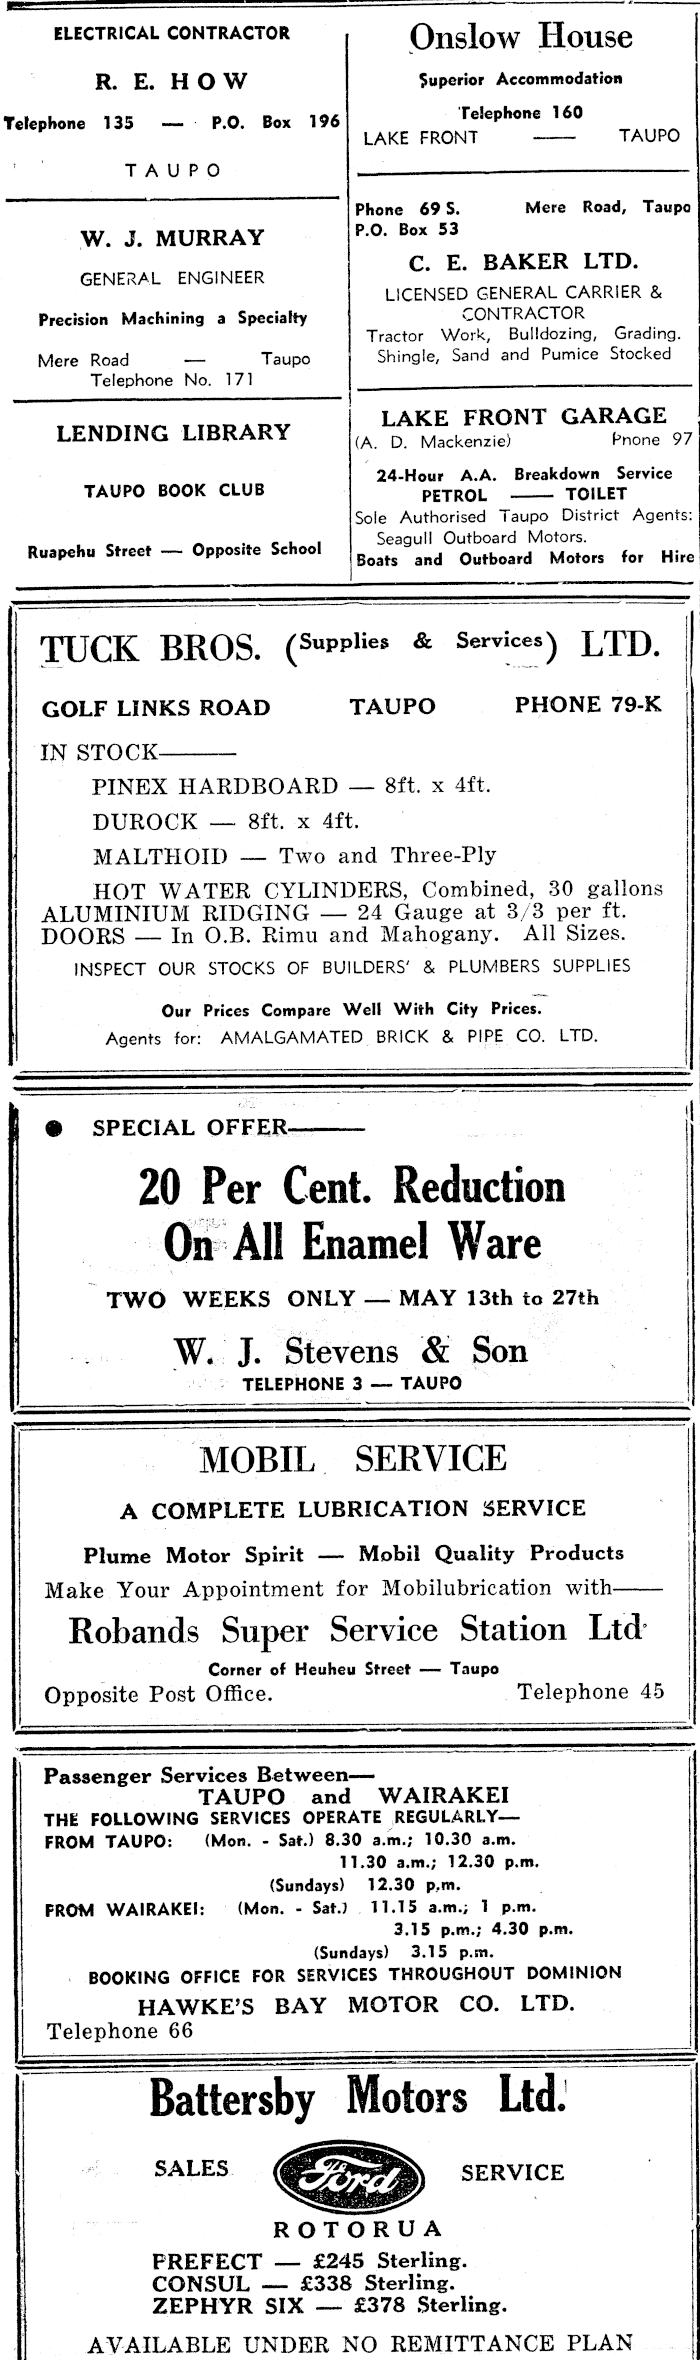 ELECTRICAL CONTRACTOR
R. E. HOW
Telephone 135 — P.O. Box 196
TAUPO
W. J. MURRAY
GENERAL ENGINEER
Precision Machining a Specialty
Mere Road — Taupo
Telephone No. 171
LENDING LIBRARY
TAUPO BOOK CLUB
Ruapehu Street — Opposite School
Onslow House
Superior Accommodation
Telephone 160
LAKE FRONT —— TAUPO
Phone 69 S. Mere Road, Taupo
P.O. Box 53
C. E. BAKER LTD.
LICENSED GENERAL CARRIER &
CONTRACTOR
Tractor Work, Bulldozing, Grading.
Shingle, Sand and Pumice Stocked
LAKE FRONT GARAGE
(A. D. Mackenzie) Phone 97
24-Hour A.A. Breakdown Service
PETROL —— TOILET
Sole Authorised Taupo District Agents:
Seagull Outboard Motors.
Boats and Outboard Motors for Hire
TUCK BROS. (Supplies & Services) LTD.
GOLF LINKS ROAD TAUPO PHONE 79-K
IN STOCK——
PINEX HARDBOARD — 8ft. x 4ft.
DUROCK — 8ft. x 4ft.
MALTHOID — Two and Three-Ply
HOT WATER CYLINDERS, Combined, 30 gallons
ALUMINIUM RIDGING — 24 Gauge at 3/3 per ft.
DOORS — In O.B. Rimu and Mahogany. All Sizes.
INSPECT OUR STOCKS OF BUILDERS' & PLUMBERS SUPPLIES
Our Prices Compare Well With City Prices.
Agents for: AMALGAMATED BRICK & PIPE CO. LTD.
● SPECIAL OFFER——
20 Per Cent. Reduction
On All Enamel Ware
TWO WEEKS ONLY — MAY 13th to 27th
W. J. Stevens & Son
TELEPHONE 3 — TAUPO
MOBIL SERVICE
A COMPLETE LUBRICATION SERVICE
Plume Motor Spirit — Mobil Quality Products
Make Your Appointment for Mobilubrication with——
Robands Super Service Station Ltd
Corner of Heuheu Street — Taupo
Opposite Post Office. Telephone 45
Passenger Services Between—
TAUPO and WAIRAKEI
THE FOLLOWING SERVICES OPERATE REGULARLY—
FROM TAUPO: (Mon. - Sat.) 8.30 a.m.; 10.30 a.m.
11.30 a.m.; 12.30 p.m.
(Sundays) 12.30 p.m.
FROM WAIRAKEI: (Mon. - Sat.) 11.15 a.m.; 1 p.m.
3.15 p.m.; 4.30 p.m.
(Sundays) 3.15 p.m.
BOOKING OFFICE FOR SERVICES THROUGHOUT DOMINION
HAWKE'S BAY MOTOR CO. LTD.
Telephone 66
Battersby Motors Ltd.
SALES Ford SERVICE
ROTORUA
PREFECT — £245 Sterling.
CONSUL — £338 Sterling.
ZEPHYR SIX — £378 Sterling.
AVAILABLE UNDER NO REMITTANCE PLAN